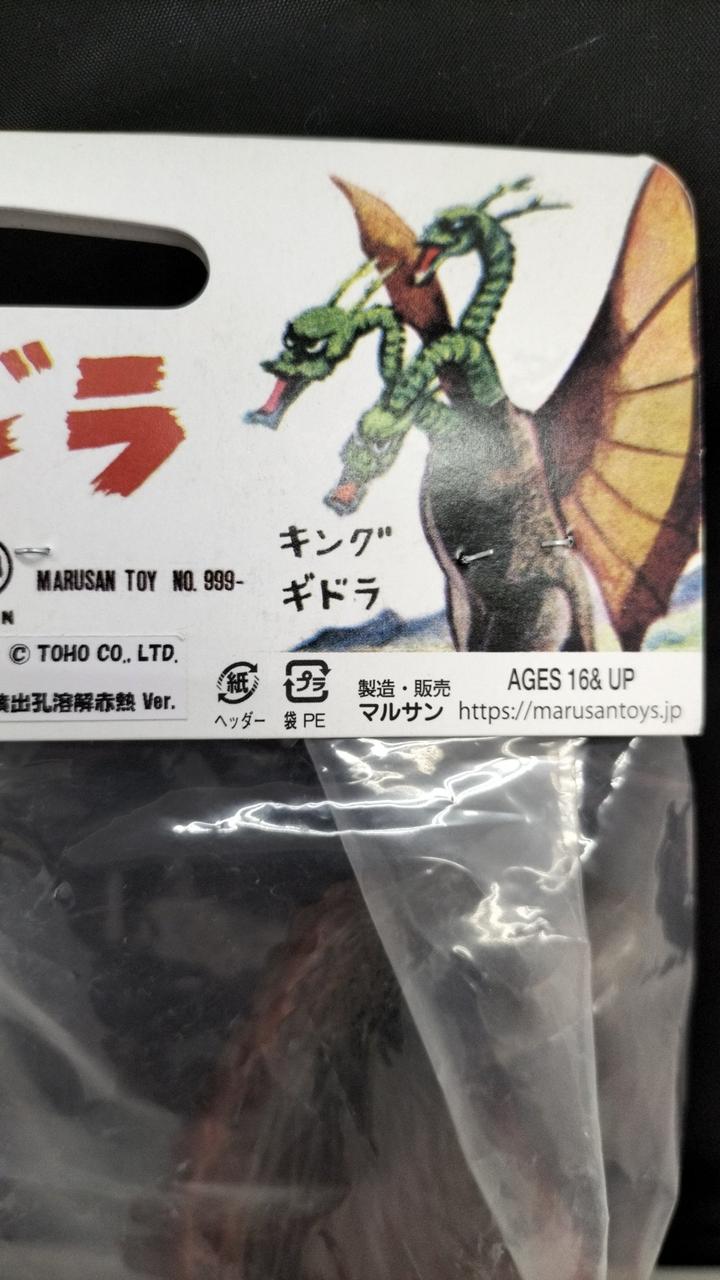 ギドラ
キング
ギドラ
MARUSAN TOY NO. 999-
N
© TOHO CO., LTD.
出孔溶解赤熱 Ver.
紙
ヘッダー
プラ
袋 PE
製造・販売
マルサン
AGES 16& UP
https://marusantoys.jp